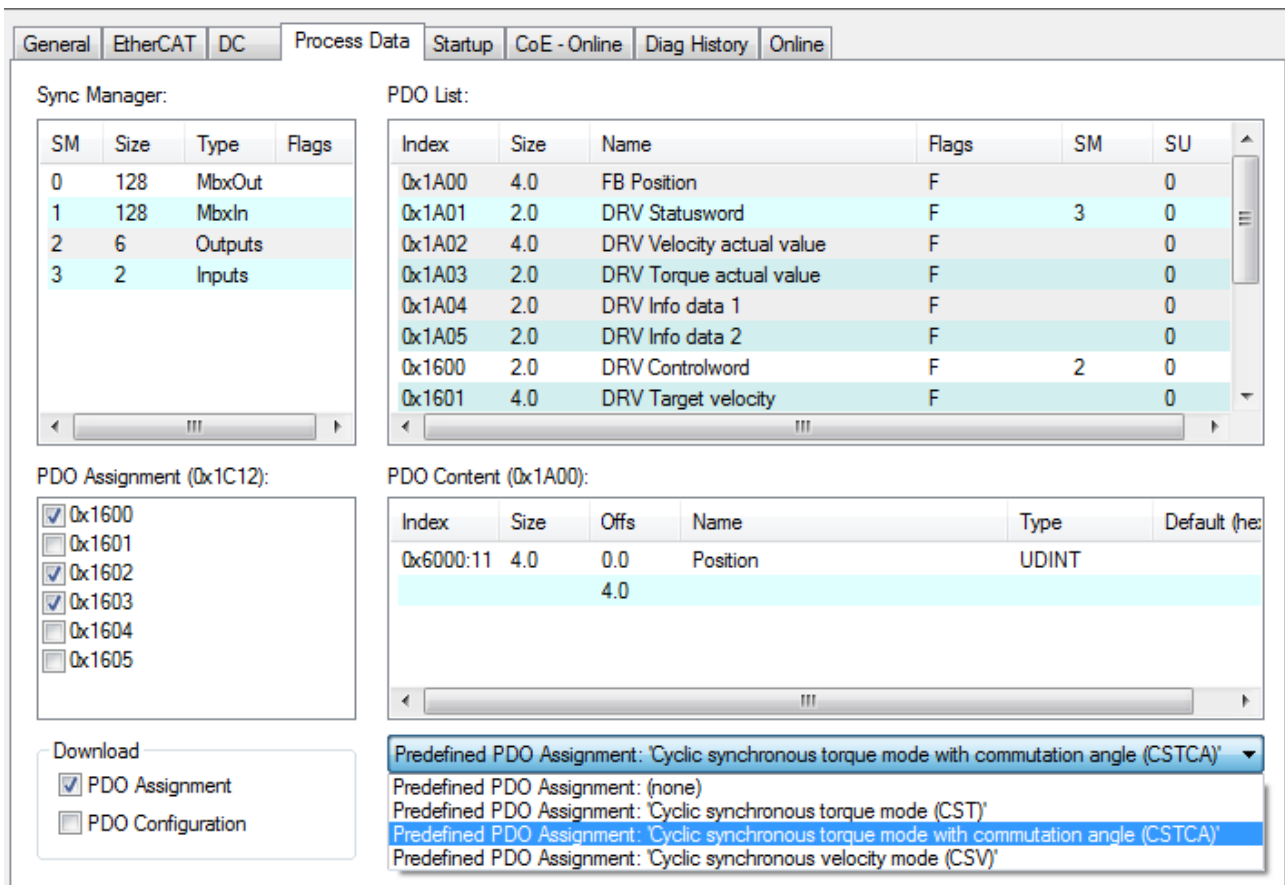 General EtherCAT DC Process Data Startup CoE - Online Diag History Online
Sync Manager:
SM Size Type Flags
0 128 MbxOut
1 128 MbxIn
2 6 Outputs
3 2 Inputs
PDO List:
Index Size Name Flags SM SU
0x1A00 4.0 FB Position F 0
0x1A01 2.0 DRV Statusword F 3 0
0x1A02 4.0 DRV Velocity actual value F 0
0x1A03 2.0 DRV Torque actual value F 0
0x1A04 2.0 DRV Info data 1 F 0
0x1A05 2.0 DRV Info data 2 F 0
0x1600 2.0 DRV Controlword F 2 0
0x1601 4.0 DRV Target velocity F 0
PDO Assignment (0x1C12):
0x1600
0x1601
0x1602
0x1603
0x1604
0x1605
PDO Content (0x1A00):
Index Size Offs Name Type Default (hex
0x6000:11 4.0 0.0 Position UDINT
4.0
Download
PDO Assignment
PDO Configuration
Predefined PDO Assignment: 'Cyclic synchronous torque mode with commutation angle (CSTCA)'
Predefined PDO Assignment: (none)
Predefined PDO Assignment: 'Cyclic synchronous torque mode (CST)'
Predefined PDO Assignment: 'Cyclic synchronous torque mode with commutation angle (CSTCA)'
Predefined PDO Assignment: 'Cyclic synchronous velocity mode (CSV)'